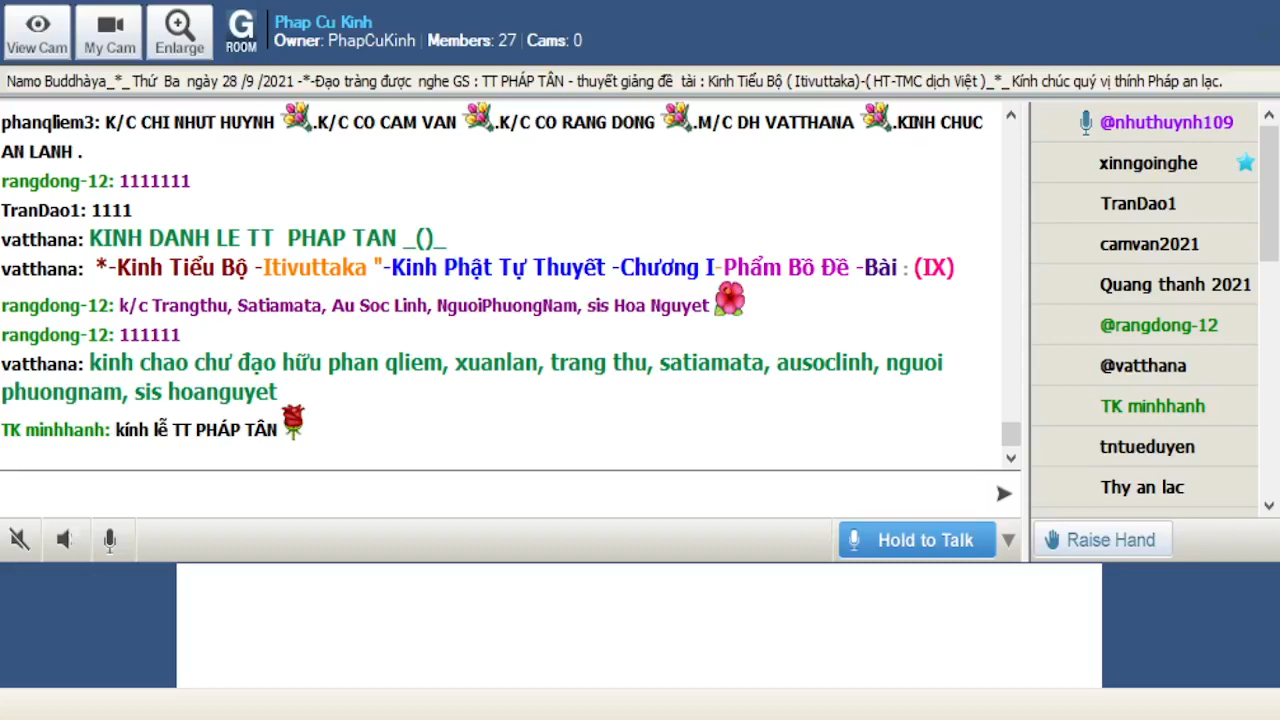 View Cam
My Cam
Enlarge
G
ROOM
Phap Cu Kinh
Owner: PhapCuKinh | Members: 27 | Cams: 0
Namo Buddhàya_*_Thứ Ba ngày 28 /9 /2021 -*-Đạo tràng được nghe GS : TT PHÁP TÂN - thuyết giảng đề tài : Kinh Tiểu Bộ ( Itivuttaka)-( HT-TMC dịch Việt )_*_ Kính chúc quý vị thính Pháp an lạc.
phanqliem3: K/C CHI NHUT HUYNH .K/C CO CAM VAN .K/C CO RANG DONG .M/C DH VATTHANA .KINH CHUC
AN LANH .
rangdong-12: 1111111
TranDao1: 1111
vatthana: KINH DANH LE TT PHAP TAN _()_
vatthana: *-Kinh Tiểu Bộ -Itivuttaka "-Kinh Phật Tự Thuyết -Chương I-Phẩm Bồ Đề -Bài : (IX)
rangdong-12: k/c Trangthu, Satiamata, Au Soc Linh, NguoiPhuongNam, sis Hoa Nguyet
rangdong-12: 111111
vatthana: kinh chao chư đạo hữu phan qliem, xuanlan, trang thu, satiamata, ausoclinh, nguoi
phuongnam, sis hoanguyet
TK minhhanh: kính lễ TT PHÁP TÂN
@nhuthuynh109
xinngoinghe
TranDao1
camvan2021
Quang thanh 2021
@rangdong-12
@vatthana
TK minhhanh
tntueduyen
Thy an lac
Hold to Talk
Raise Hand